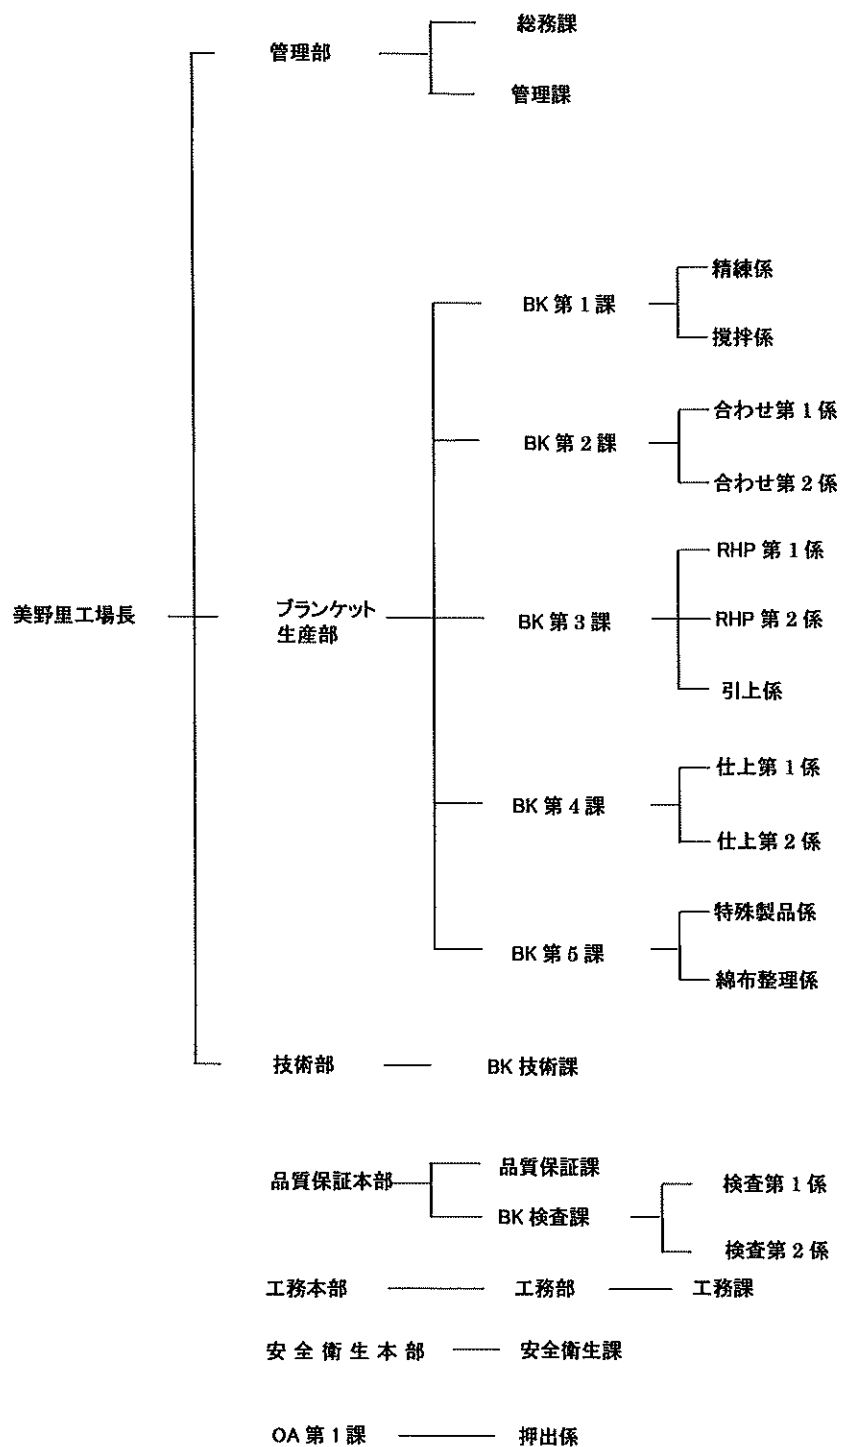 総務課
管理部
管理課
精練係
BK 第 1 課
撹拌係
合わせ第 1 係
BK 第 2 課
合わせ第 2 係
RHP 第 1 係
美野里工場長
ブランケット
生産部
BK 第 3 課
RHP 第 2 係
引上係
仕上第 1 係
BK 第 4 課
仕上第 2 係
特殊製品係
BK 第 5 課
綿布整理係
技術部
BK 技術課
品質保証本部
品質保証課
BK 検査課
検査第 1 係
検査第 2 係
工務本部
工務部
工務課
安 全 衛 生 本 部
安全衛生課
OA 第 1 課
押出係